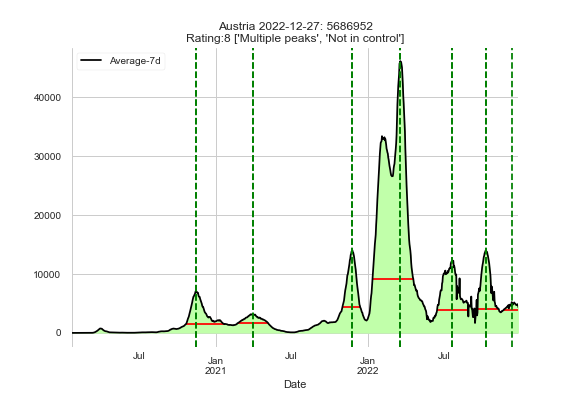 Austria 2022-12-27: 5686952
Rating:8 ['Multiple peaks', 'Not in control']
Average-7d
40000
30000
20000
10000
0
Jul
Jan
2021
Jul
Jan
2022
Jul
Date